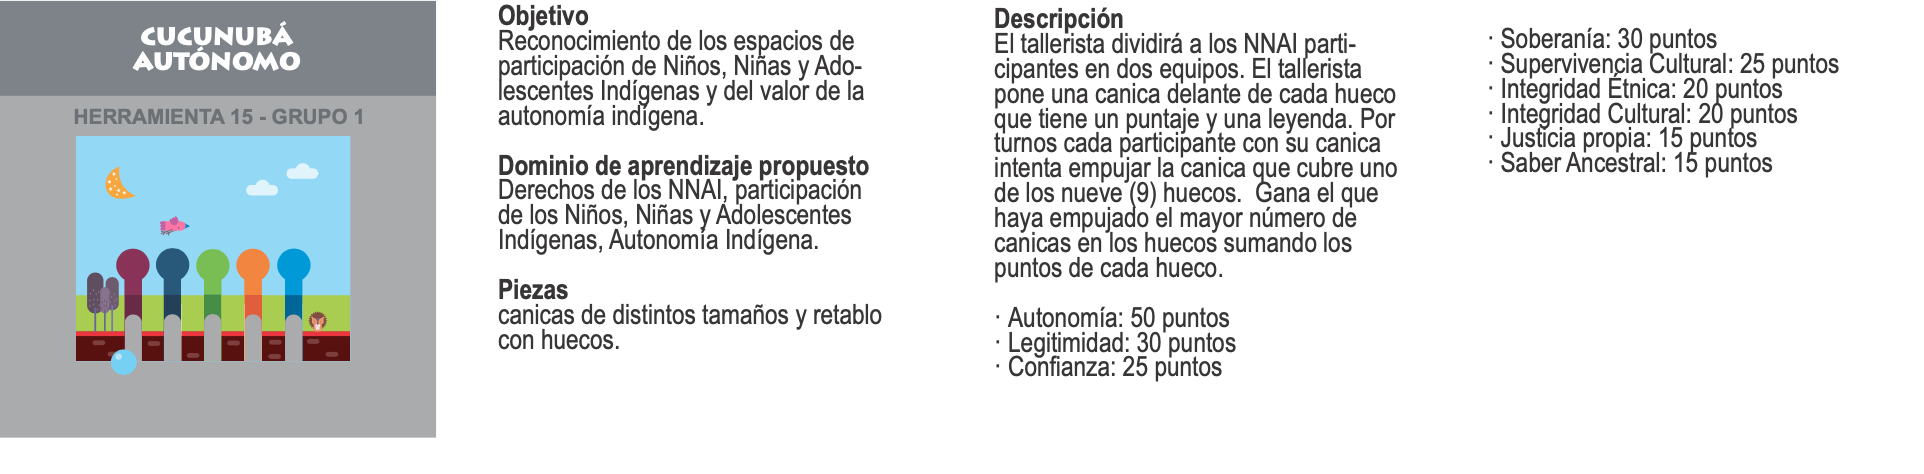 CUCUNUBÁ
AUTÓNOMO
HERRAMIENTA 15 - GRUPO 1
Objetivo
Reconocimiento de los espacios de
participación de Niños, Niñas y Ado-
lescentes Indígenas y del valor de la
autonomía indígena.
Dominio de aprendizaje propuesto
Derechos de los NNAI, participación
de los Niños, Niñas y Adolescentes
Indígenas, Autonomía Indígena.
Piezas
canicas de distintos tamaños y retablo
con huecos.
Descripción
El tallerista dividirá a los NNAI parti-
cipantes en dos equipos. El tallerista
pone una canica delante de cada hueco
que tiene un puntaje y una leyenda. Por
turnos cada participante con su canica
intenta empujar la canica que cubre uno
de los nueve (9) huecos.  Gana el que
haya empujado el mayor número de
canicas en los huecos sumando los
puntos de cada hueco.
· Autonomía: 50 puntos
· Legitimidad: 30 puntos
· Confianza: 25 puntos
· Soberanía: 30 puntos
· Supervivencia Cultural: 25 puntos
· Integridad Étnica: 20 puntos
· Integridad Cultural: 20 puntos
· Justicia propia: 15 puntos
· Saber Ancestral: 15 puntos